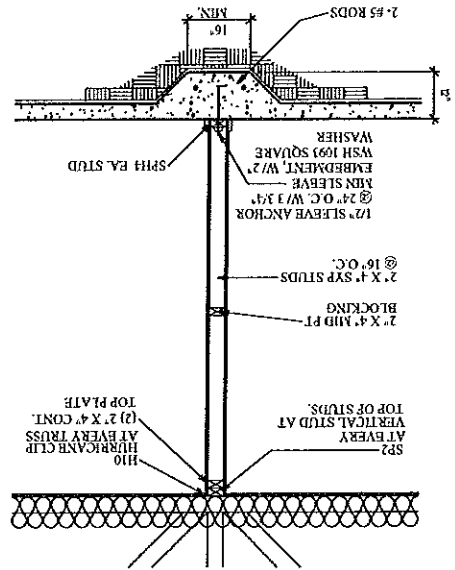 H10
HURRICANE CLIP
AT EVERY TRUSS
(2) 2" X 4" CONT.
TOP PLATE
SP2
AT EVERY
VERTICAL STUD AT
TOP OF STUDS.
2" X 4" MID PT
BLOCKING
2" X 4" SYP STUDS
@ 16" O.C.
1/2" SLEEVE ANCHOR
@ 24" O.C. W/ 3 3/4"
MIN SLEEVE
EMBEDMENT, W/ 2"
WSH 1093 SQUARE
WASHER
SPH4 EA. STUD
12"
16"
MIN.
2- #5 RODS